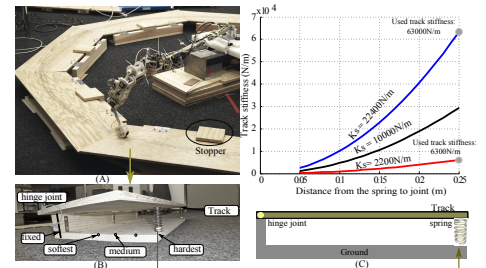 Stopper
(A)
hinge joint
Track
fixed
softest
medium
hardest
(B)
7 x 10 4
6
5
4
3
2
1
0
Track stiffness (N/m)
0
0.05
0.1
0.15
0.2
0.25
Distance from the spring to joint (m)
Used track stiffness:
63000N/m
Ks = 22400N/m
Ks = 10000N/m
Used track stiffness:
6300N/m
Ks= 2200N/m
Track
hinge joint
spring
Ground
(C)